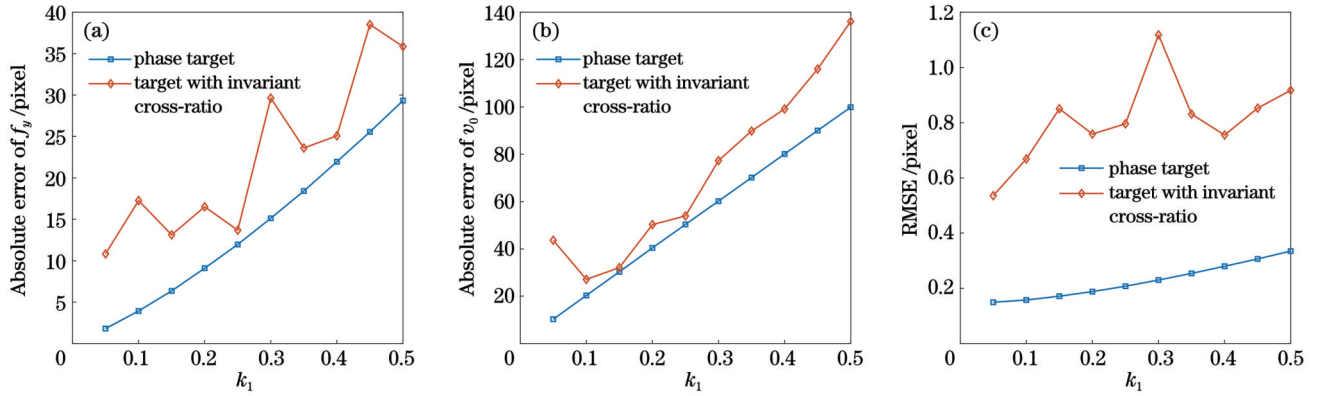 (a)
phase target
target with invariant
cross-ratio
Absolute error of f_y /pixel
40
35
30
25
20
15
10
5
0
0.1
0.2
0.3
0.4
0.5
k_1
(b)
phase target
target with invariant
cross-ratio
Absolute error of v_0 /pixel
140
120
100
80
60
40
20
0
0.1
0.2
0.3
0.4
0.5
k_1
(c)
phase target
target with invariant
cross-ratio
RMSE /pixel
1.2
1.0
0.8
0.6
0.4
0.2
0
0.1
0.2
0.3
0.4
0.5
k_1